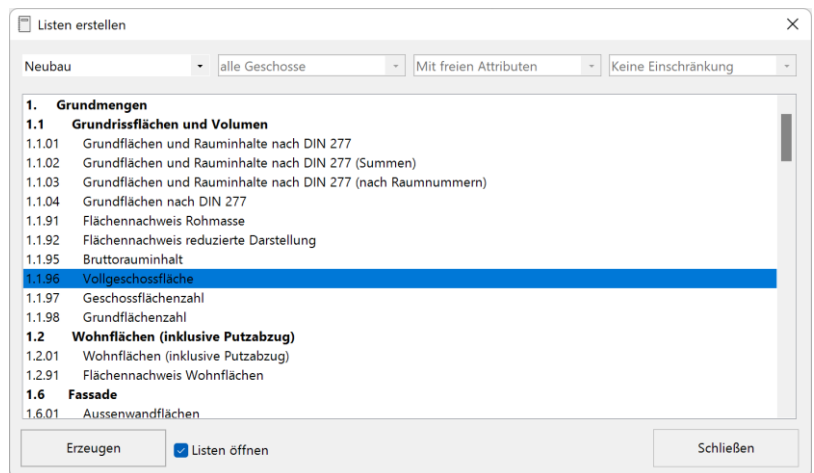 Listen erstellen
Neubau alle Geschosse Mit freien Attributen Keine Einschränkung
1. Grundmengen
1.1 Grundrissflächen und Volumen
1.1.01 Grundflächen und Rauminhalte nach DIN 277
1.1.02 Grundflächen und Rauminhalte nach DIN 277 (Summen)
1.1.03 Grundflächen und Rauminhalte nach DIN 277 (nach Raumnummern)
1.1.04 Grundflächen nach DIN 277
1.1.91 Flächennachweis Rohmasse
1.1.92 Flächennachweis reduzierte Darstellung
1.1.95 Bruttorauminhalt
1.1.96 Vollgeschossfläche
1.1.97 Geschossflächenzahl
1.1.98 Grundflächenzahl
1.2 Wohnflächen (inklusive Putzabzug)
1.2.01 Wohnflächen (inklusive Putzabzug)
1.2.91 Flächennachweis Wohnflächen
1.6 Fassade
1.6.01 Aussenwandflächen
Erzeugen Listen öffnen Schließen